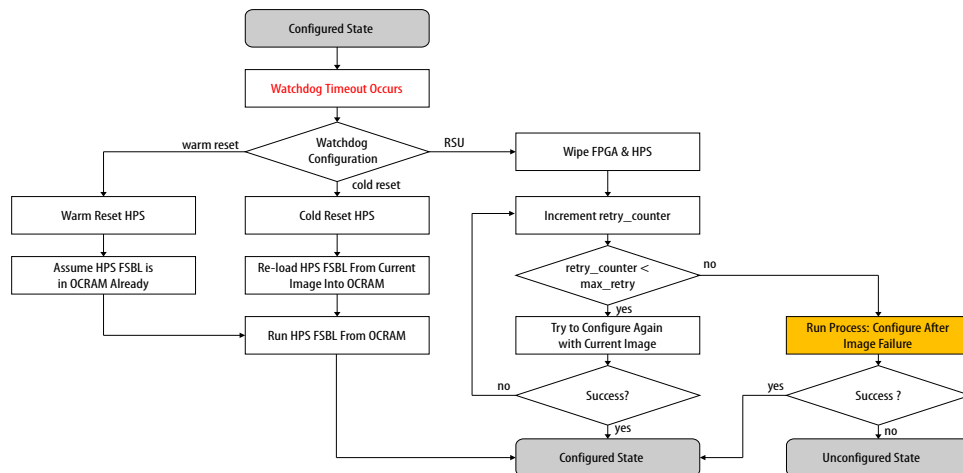 Configured State
Watchdog Timeout Occurs
warm reset
Watchdog
Configuration
RSU
cold reset
Wipe FPGA & HPS
Warm Reset HPS
Cold Reset HPS
Increment retry_counter
Assume HPS FSBL is
in OCRAM Already
Re-load HPS FSBL From Current
Image Into OCRAM
retry_counter <
max_retry
no
yes
Run HPS FSBL From OCRAM
Try to Configure Again
with Current Image
Run Process: Configure After
Image Failure
no
Success?
yes
Success ?
yes
no
Configured State
Unconfigured State